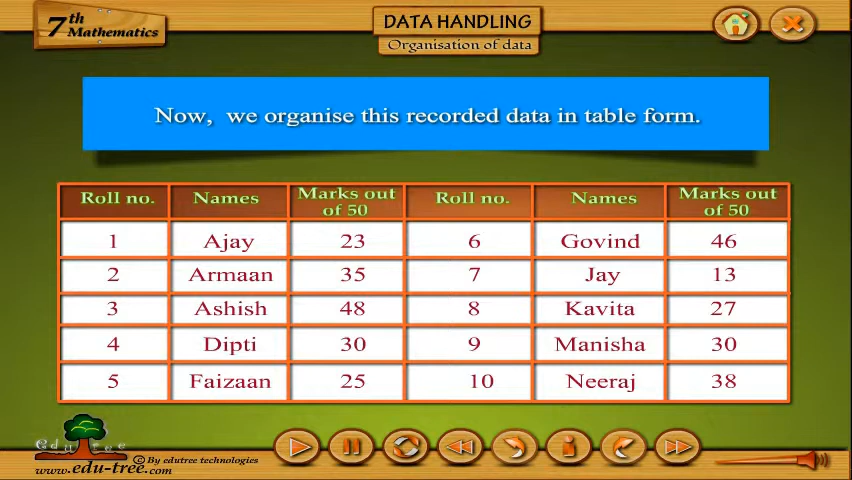 7th
Mathematics
DATA HANDLING
Organisation of data
Now, we organise this recorded data in table form.
Roll no. Names Marks out of 50 Roll no. Names Marks out of 50
1 Ajay 23 6 Govind 46
2 Armaan 35 7 Jay 13
3 Ashish 48 8 Kavita 27
4 Dipti 30 9 Manisha 30
5 Faizaan 25 10 Neeraj 38
Edutree
© By edutree technologies
www.edu-tree.com